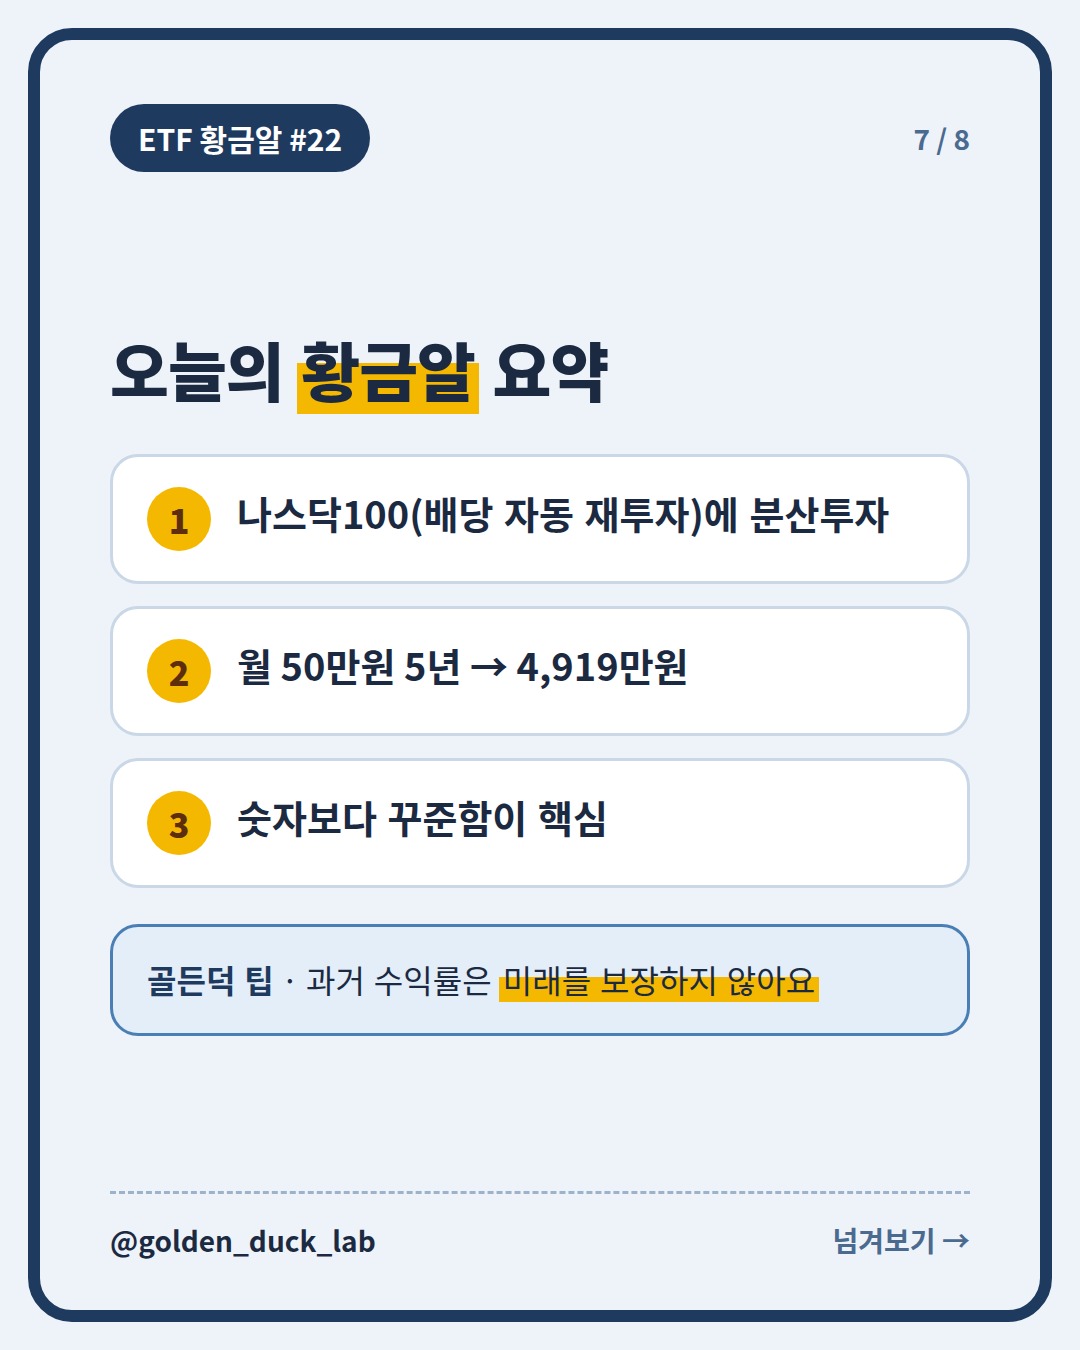 ETF 황금알 #22
7 / 8
오늘의 황금알 요약
1 나스닥100(배당 자동 재투자)에 분산투자
2 월 50만원 5년 → 4,919만원
3 숫자보다 꾸준함이 핵심
골든덕 팁 · 과거 수익률은 미래를 보장하지 않아요
@golden_duck_lab
넘겨보기 →